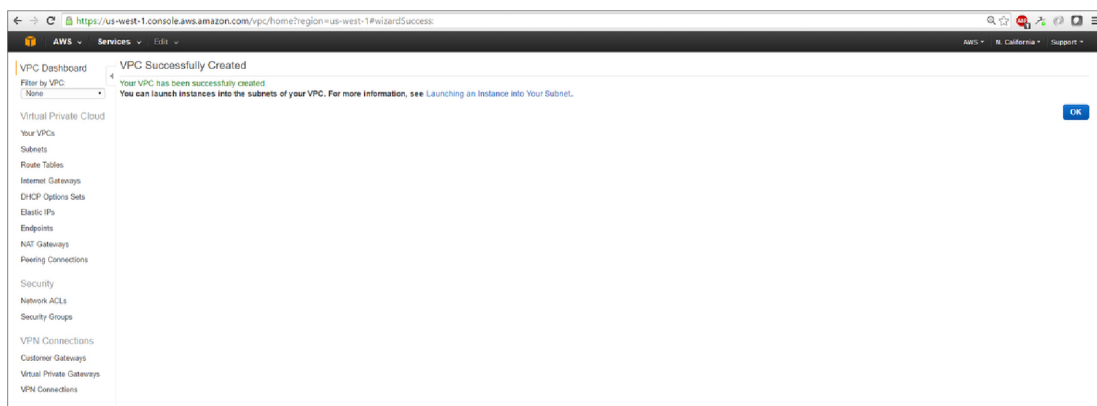 https://us-west-1.console.aws.amazon.com/vpc/home?region=us-west-1#wizardSuccess:
AWS Services Edit AWS N. California Support
VPC Dashboard
Filter by VPC:
None
Virtual Private Cloud
Your VPCs
Subnets
Route Tables
Internet Gateways
DHCP Options Sets
Elastic IPs
Endpoints
NAT Gateways
Peering Connections
Security
Network ACLs
Security Groups
VPN Connections
Customer Gateways
Virtual Private Gateways
VPN Connections
VPC Successfully Created
Your VPC has been successfully created
You can launch instances into the subnets of your VPC. For more information, see Launching an Instance into Your Subnet.
OK